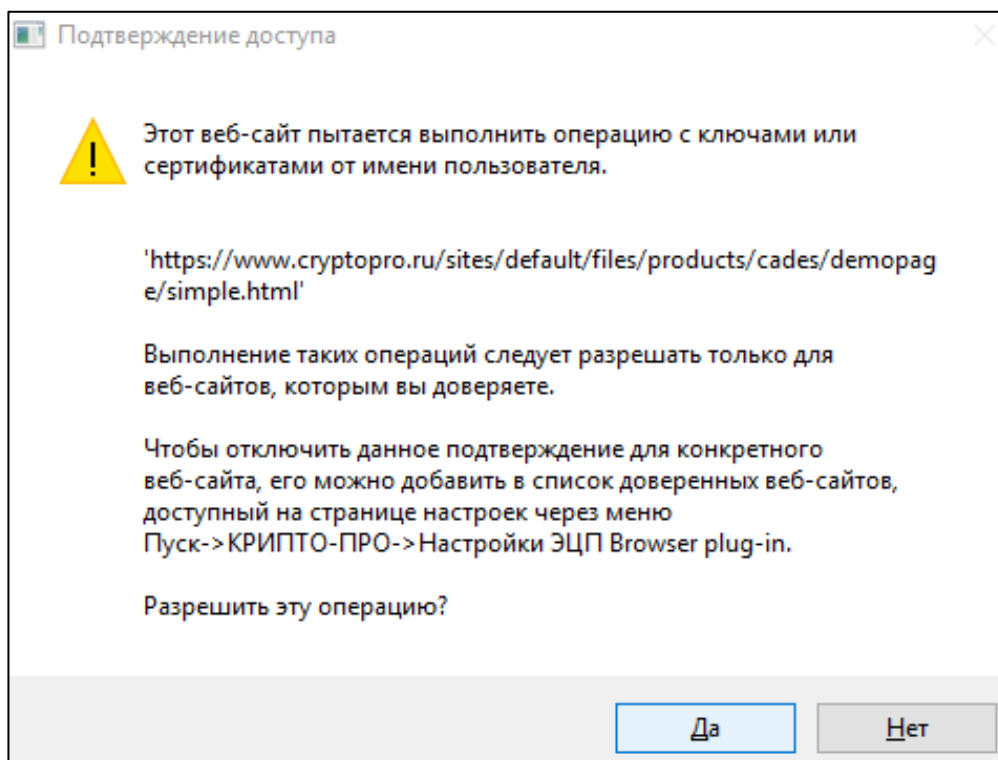 Подтверждение доступа
Этот веб-сайт пытается выполнить операцию с ключами или
сертификатами от имени пользователя.
'https://www.cryptopro.ru/sites/default/files/products/cades/demopag
e/simple.html'
Выполнение таких операций следует разрешать только для
веб-сайтов, которым вы доверяете.
Чтобы отключить данное подтверждение для конкретного
веб-сайта, его можно добавить в список доверенных веб-сайтов,
доступный на странице настроек через меню
Пуск->КРИПТО-ПРО->Настройки ЭЦП Browser plug-in.
Разрешить эту операцию?
Да
Нет